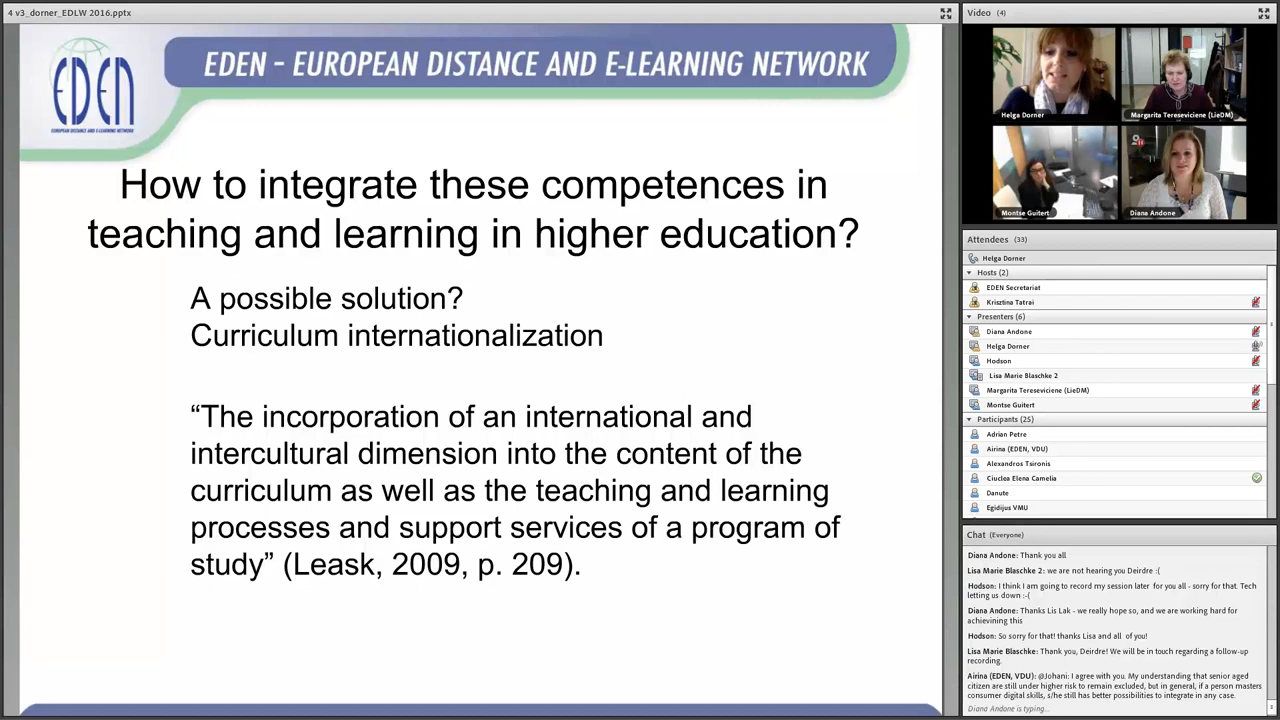 4 v3_dorner_EDLW 2016.pptx
EDEN
EUROPEAN DISTANCE AND E-LEARNING NETWORK
EDEN – EUROPEAN DISTANCE AND E-LEARNING NETWORK
How to integrate these competences in
teaching and learning in higher education?
A possible solution?
Curriculum internationalization
“The incorporation of an international and
intercultural dimension into the content of the
curriculum as well as the teaching and learning
processes and support services of a program of
study” (Leask, 2009, p. 209).
Video (4)
Helga Dorner
Margarita Tereseviciene (LieDM)
Montse Guitert
Diana Andone
Attendees (33)
Helga Dorner
Hosts (2)
EDEN Secretariat
Krisztina Tatrai
Presenters (6)
Diana Andone
Helga Dorner
Hodson
Lisa Marie Blaschke 2
Margarita Tereseviciene (LieDM)
Montse Guitert
Participants (25)
Adrian Petre
Airina (EDEN, VDU)
Alexandros Tsironis
Ciuclea Elena Camelia
Danute
Egidijus VMU
Chat (Everyone)
Diana Andone: Thank you all
Lisa Marie Blaschke 2: we are not hearing you Deirdre :(
Hodson: I think I am going to record my session later for you all - sorry for that. Tech
letting us down :-(
Diana Andone: Thanks Lis Lak - we really hope so, and we are working hard for
achievining this
Hodson: So sorry for that! thanks Lisa and all of you!
Lisa Marie Blaschke: Thank you, Deirdre! We will be in touch regarding a follow-up
recording.
Airina (EDEN, VDU): @Johani: I agree with you. My understanding that senior aged
citizen are still under higher risk to remain excluded, but in general, if a person masters
consumer digital skills, s/he still has better possibilities to integrate in any case.
Diana Andone is typing...